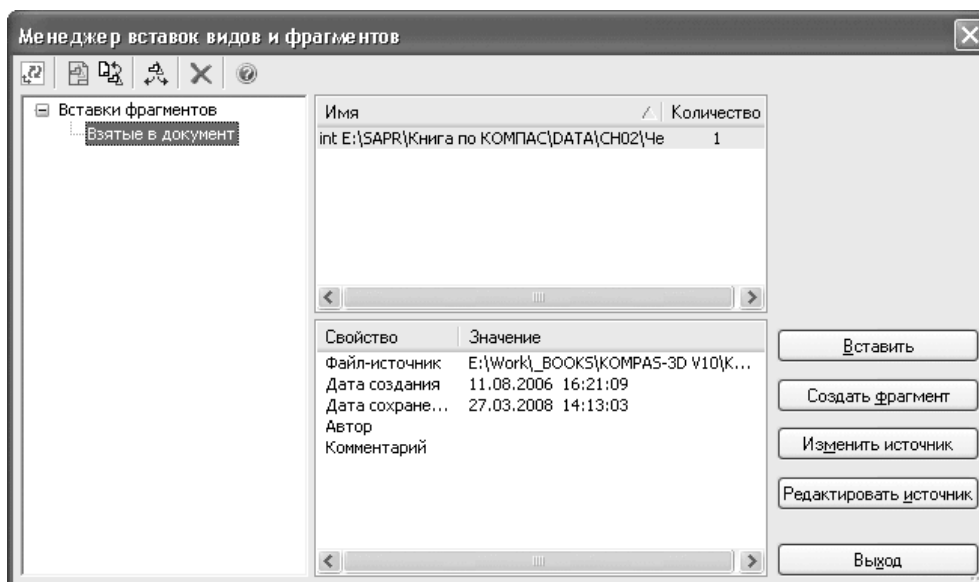 Менеджер вставок видов и фрагментов
Вставки фрагментов
Взятые в документ
Имя Количество
int E:\SAPR\Книга по КОМПАС\DATA\CH02\Че 1
Свойство Значение
Файл-источник E:\Work\_BOOKS\KOMPAS-3D V10\K...
Дата создания 11.08.2006 16:21:09
Дата сохране... 27.03.2008 14:13:03
Автор
Комментарий
Вставить
Создать фрагмент
Изменить источник
Редактировать источник
Выход